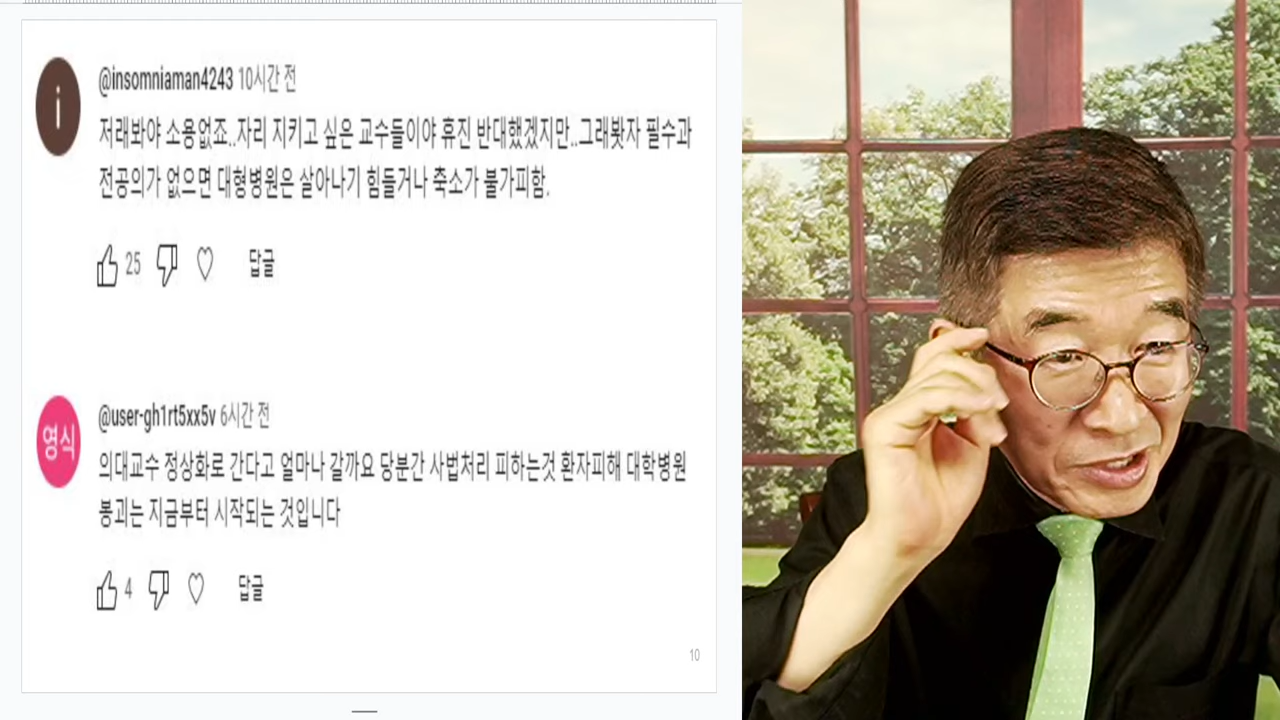 i
@insomniaman4243 10시간 전
저래봐야 소용없죠..자리 지키고 싶은 교수들이야 휴진 반대했겠지만..그래봣자 필수과
전공의가 없으면 대형병원은 살아나기 힘들거나 축소가 불가피함.
25 답글
영식
@user-gh1rt5xx5v 6시간 전
의대교수 정상화로 간다고 얼마나 갈까요 당분간 사법처리 피하는것 환자피해 대학병원
붕괴는 지금부터 시작되는 것입니다
4 답글
10